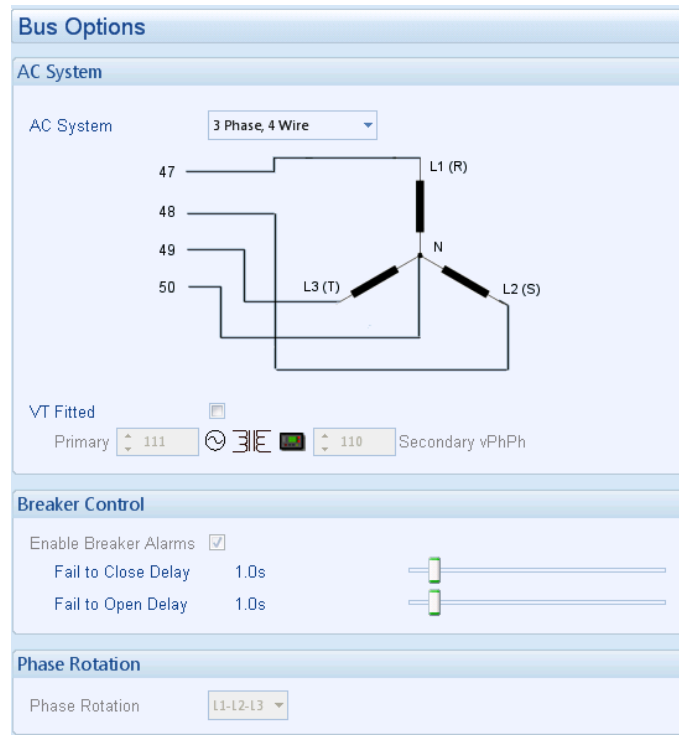 Bus Options
AC System
AC System 3 Phase, 4 Wire
47 L1 (R)
48
49 N
50 L3 (T) L2 (S)
VT Fitted
Primary 111 110 Secondary vPhPh
Breaker Control
Enable Breaker Alarms
Fail to Close Delay 1.0s
Fail to Open Delay 1.0s
Phase Rotation
Phase Rotation L1-L2-L3